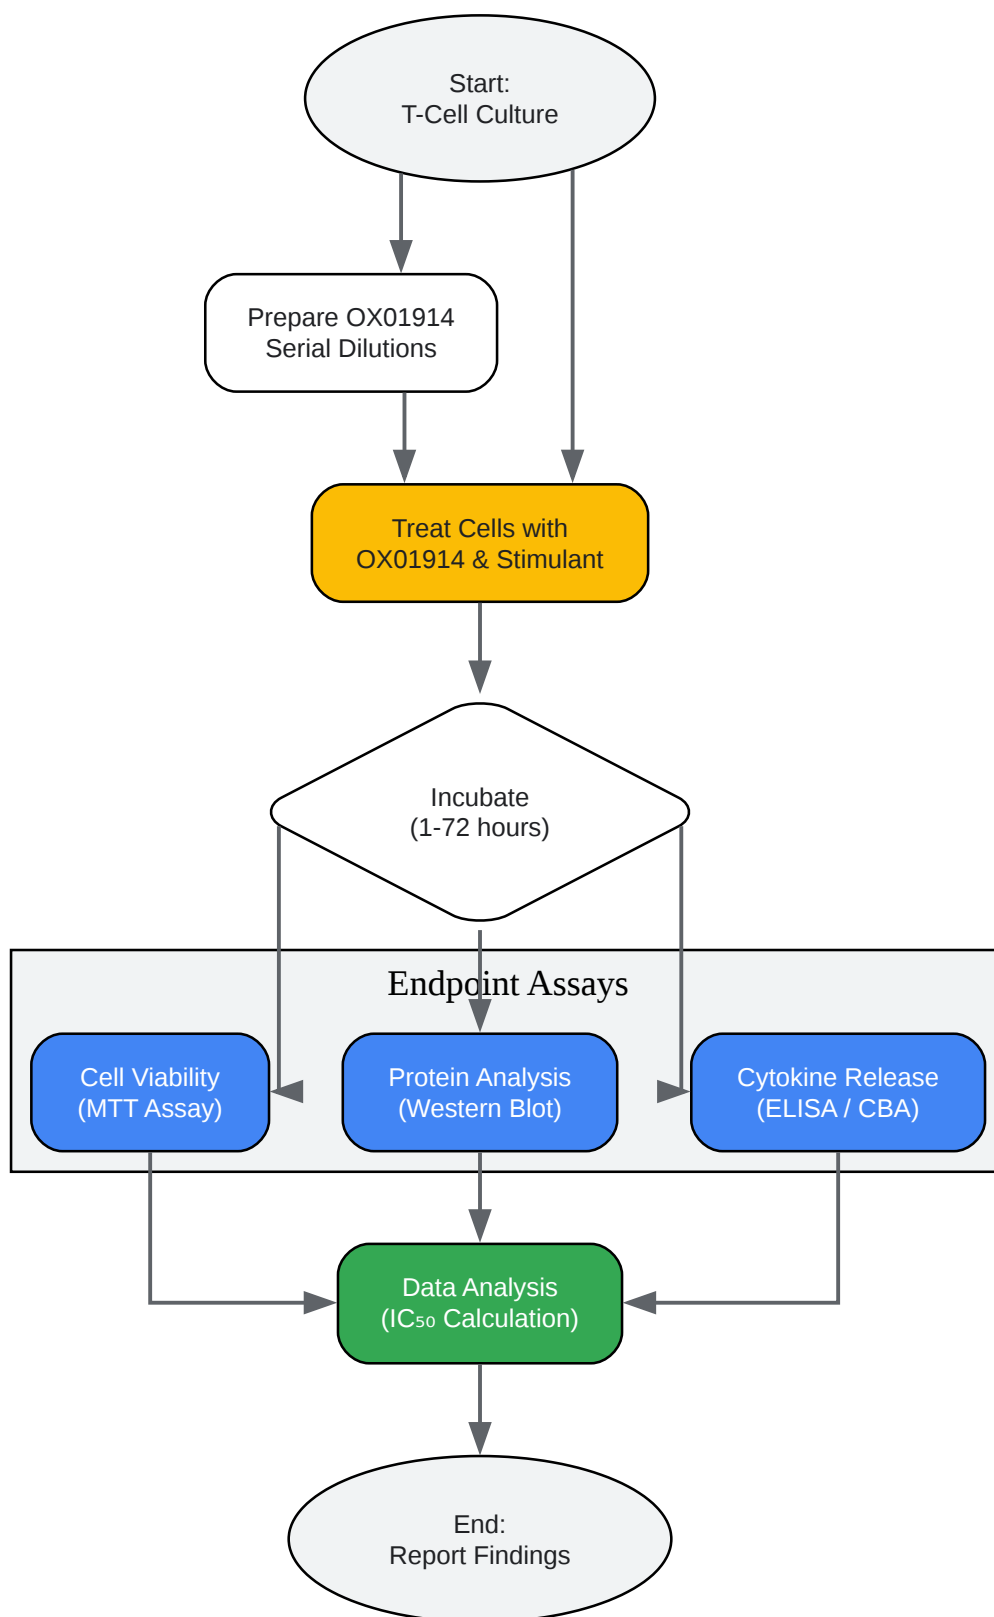 Start:
T-Cell Culture
Prepare OX01914
Serial Dilutions
Treat Cells with
OX01914 & Stimulant
Incubate
(1-72 hours)
Endpoint Assays
Cell Viability
(MTT Assay)
Protein Analysis
(Western Blot)
Cytokine Release
(ELISA / CBA)
Data Analysis
(IC₅₀ Calculation)
End:
Report Findings